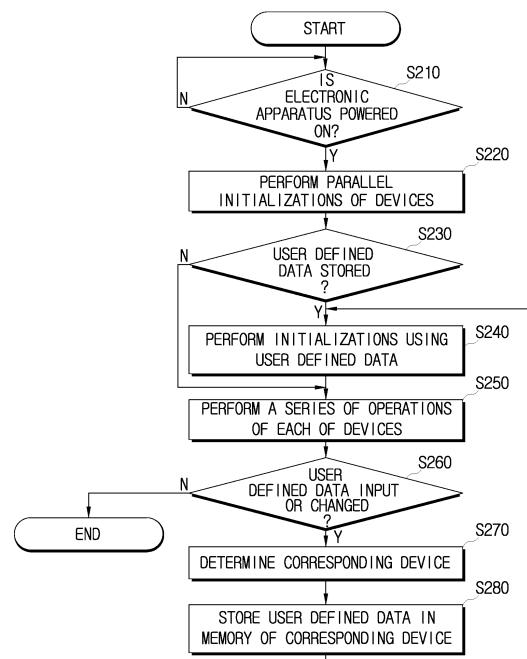 START
S210
IS
ELECTRONIC
APPARATUS POWERED
ON?
N
Y
S220
PERFORM PARALLEL
INITIALIZATIONS OF DEVICES
S230
USER DEFINED
DATA STORED
?
N
Y
S240
PERFORM INITIALIZATIONS USING
USER DEFINED DATA
S250
PERFORM A SERIES OF OPERATIONS
OF EACH OF DEVICES
S260
USER
DEFINED DATA INPUT
OR CHANGED
?
N
Y
END
S270
DETERMINE CORRESPONDING DEVICE
S280
STORE USER DEFINED DATA IN
MEMORY OF CORRESPONDING DEVICE